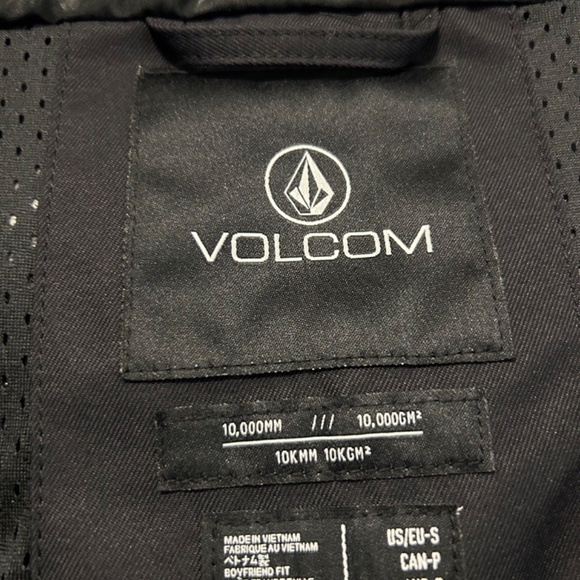 VOLCOM
10,000MM /// 10,000GM²
10KMM 10KGM²
MADE IN VIETNAM
FABRIQUE AU VIETNAM
ベトナム製
BOYFRIEND FIT
US/EU-S
CAN-P